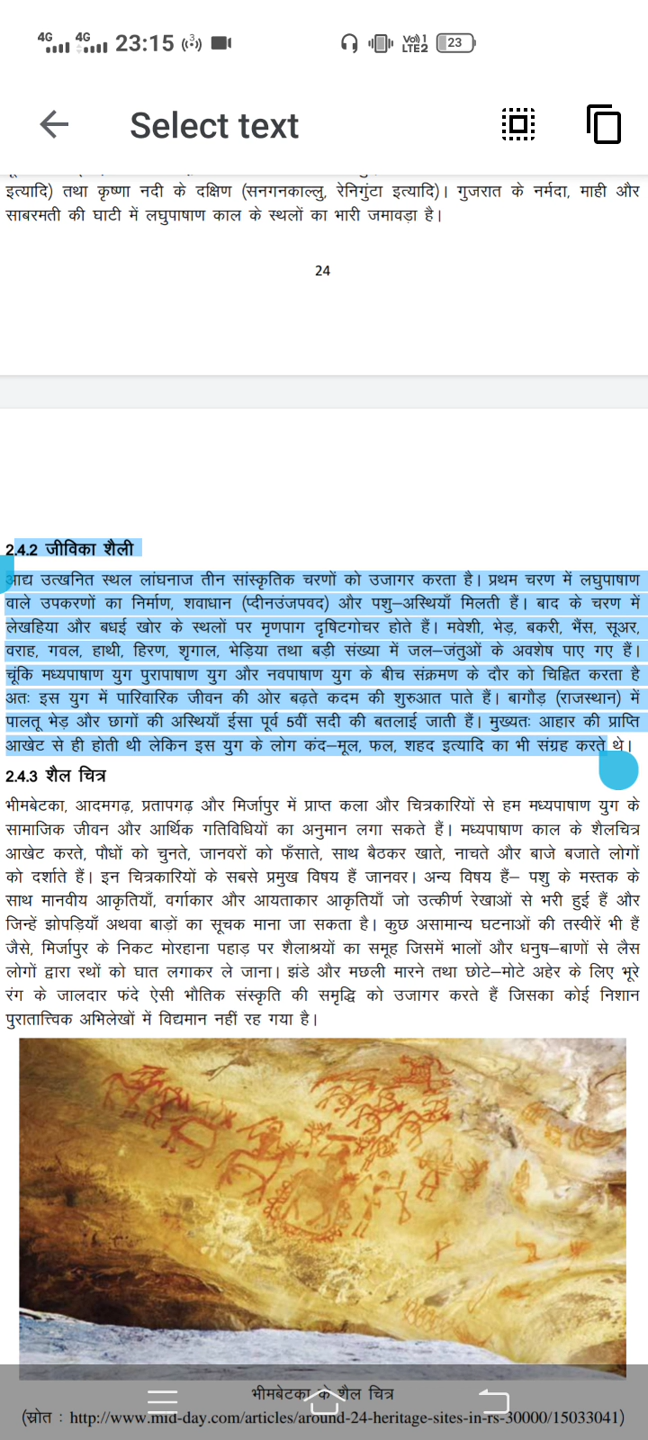 4G 4G 23:15 23
Select text
इत्यादि) तथा कृष्णा नदी के दक्षिण (सनगनकाल्लु, रेनिगुंटा इत्यादि)। गुजरात के नर्मदा, माही और
साबरमती की घाटी में लघुपाषाण काल के स्थलों का भारी जमावड़ा है।
24
2.4.2 जीविका शैली
आद्य उत्खनित स्थल लांघनाज तीन सांस्कृतिक चरणों को उजागर करता है। प्रथम चरण में लघुपाषाण
वाले उपकरणों का निर्माण, शवाधान (प्दीनउंजपवद) और पशु–अस्थियाँ मिलती हैं। बाद के चरण में
लेखहिया और बधई खोर के स्थलों पर मृणपाग दृषिटगोचर होते हैं। मवेशी, भेड़, बकरी, भैंस, सूअर,
वराह, गवल, हाथी, हिरण, शृगाल, भेड़िया तथा बड़ी संख्या में जल–जंतुओं के अवशेष पाए गए हैं।
चूंकि मध्यपाषाण युग पुरापाषाण युग और नवपाषाण युग के बीच संक्रमण के दौर को चिह्नित करता है
अतः इस युग में पारिवारिक जीवन की ओर बढ़ते कदम की शुरुआत पाते हैं। बागौड़ (राजस्थान) में
पालतू भेड़ और छागों की अस्थियाँ ईसा पूर्व 5वीं सदी की बतलाई जाती हैं। मुख्यतः आहार की प्राप्ति
आखेट से ही होती थी लेकिन इस युग के लोग कंद–मूल, फल, शहद इत्यादि का भी संग्रह करते थे।
2.4.3 शैल चित्र
भीमबेटका, आदमगढ़, प्रतापगढ़ और मिर्जापुर में प्राप्त कला और चित्रकारियों से हम मध्यपाषाण युग के
सामाजिक जीवन और आर्थिक गतिविधियों का अनुमान लगा सकते हैं। मध्यपाषाण काल के शैलचित्र
आखेट करते, पौधों को चुनते, जानवरों को फँसाते, साथ बैठकर खाते, नाचते और बाजे बजाते लोगों
को दर्शाते हैं। इन चित्रकारियों के सबसे प्रमुख विषय हैं जानवर। अन्य विषय हैं– पशु के मस्तक के
साथ मानवीय आकृतियाँ, वर्गाकार और आयताकार आकृतियाँ जो उत्कीर्ण रेखाओं से भरी हुई हैं और
जिन्हें झोपड़ियाँ अथवा बाड़ों का सूचक माना जा सकता है। कुछ असामान्य घटनाओं की तस्वीरें भी हैं
जैसे, मिर्जापुर के निकट मोरहाना पहाड़ पर शैलाश्रयों का समूह जिसमें भालों और धनुष–बाणों से लैस
लोगों द्वारा रथों को घात लगाकर ले जाना। झंडे और मछली मारने तथा छोटे–मोटे अहेर के लिए भूरे
रंग के जालदार फंदे ऐसी भौतिक संस्कृति की समृद्धि को उजागर करते हैं जिसका कोई निशान
पुरातात्त्विक अभिलेखों में विद्यमान नहीं रह गया है।
भीमबेटका के शैल चित्र
(स्रोत : http://www.mid-day.com/articles/around-24-heritage-sites-in-rs-30000/15033041)